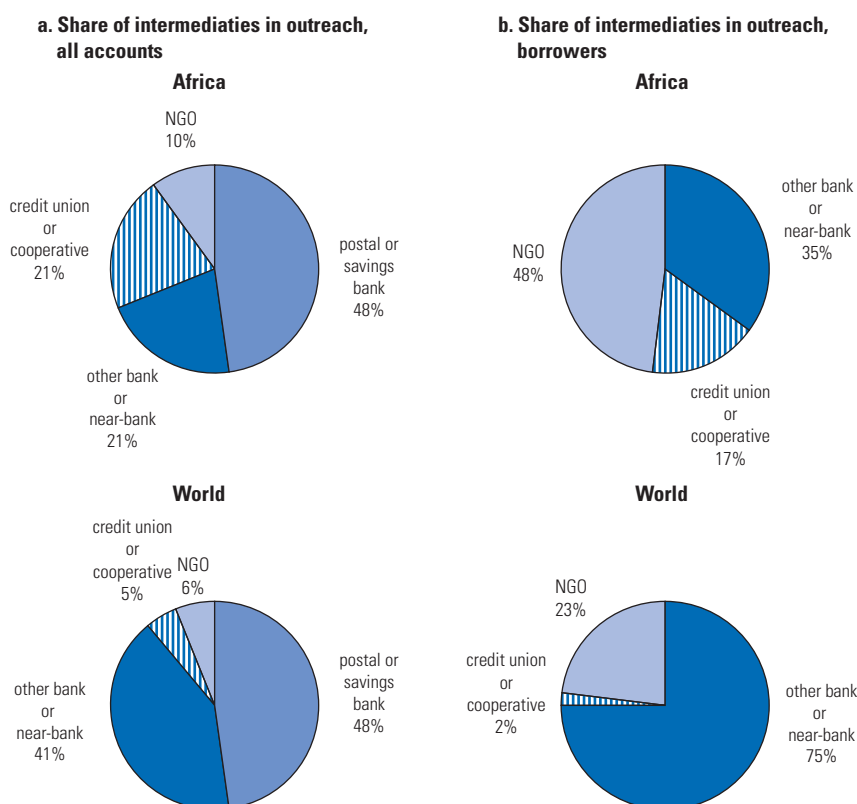 a. Share of intermediaties in outreach,
all accounts
Africa
NGO
10%
credit union
or
cooperative
21%
postal or
savings
bank
48%
other bank
or
near-bank
21%
World
credit union
or
cooperative
5%
NGO
6%
postal or
savings
bank
48%
other bank
or
near-bank
41%
b. Share of intermediaties in outreach,
borrowers
Africa
other bank
or
near-bank
35%
NGO
48%
credit union
or
cooperative
17%
World
NGO
23%
credit union
or
cooperative
2%
other bank
or
near-bank
75%